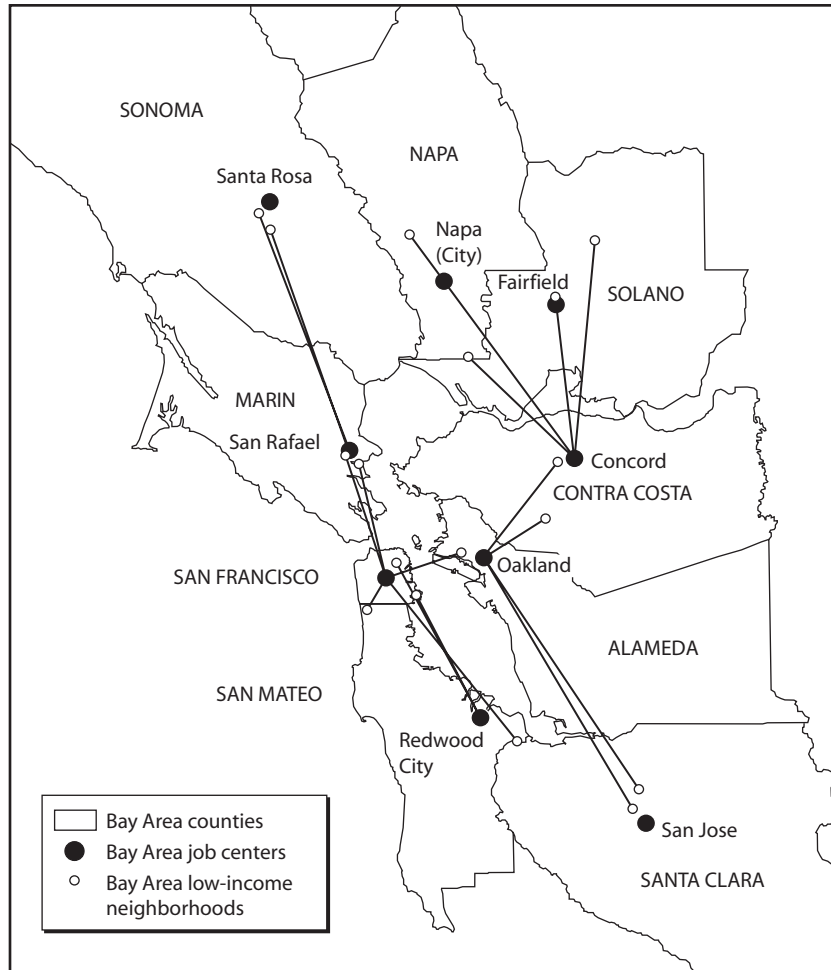 SONOMA
NAPA
Santa Rosa
Napa
(City)
Fairfield
SOLANO
MARIN
San Rafael
Concord
CONTRA COSTA
Oakland
SAN FRANCISCO
ALAMEDA
SAN MATEO
Redwood
City
San Jose
SANTA CLARA
Bay Area counties
Bay Area job centers
Bay Area low-income
neighborhoods